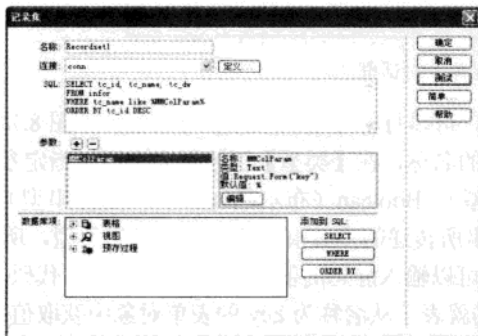 记录集
名称: Recordset1
连接: conn 定义...
SQL: SELECT tc_id, tc_name, tc_dw
FROM infor
WHERE tc_name like %MMColParam%
ORDER BY tc_id DESC
参数:
MMColParam
名称: MMColParam
类型: Text
值: Request.Form("key")
默认值: %
编辑...
数据库项:
表格
视图
预存过程
添加到 SQL:
SELECT
WHERE
ORDER BY
确定
取消
测试
简单...
帮助